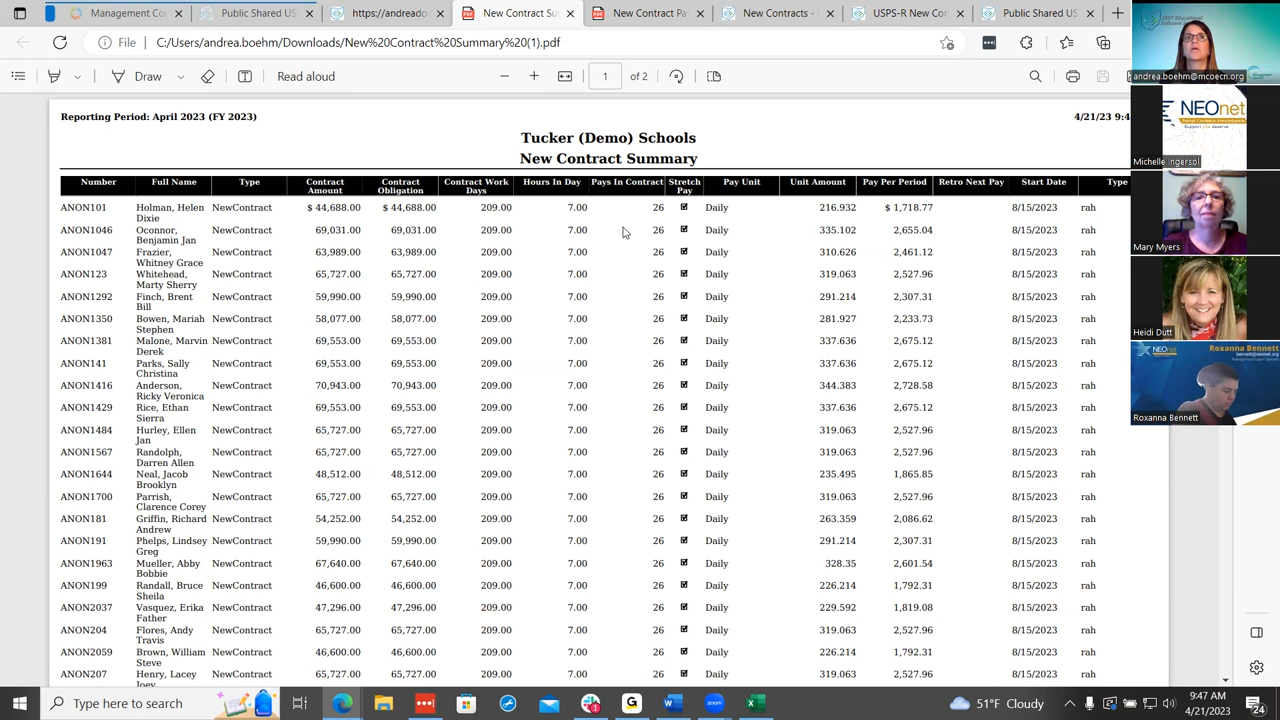 Management C
Public Shared US
https://sreado
New Contract Sum
New Contract Pay
New Contracts -
USPS New Cont
Published US
File C:/Users/andrea.boehm/Downloads/New%20Contract%20Summary%20(1).pdf
Draw Read aloud 1 of 2
Reporting Period: April 2023 (FY 2023) 4/21/23 9:4
Ticker (Demo) Schools
New Contract Summary
Number Full Name Type Contract Amount Contract Obligation Contract Work Days Hours In Day Pays In Contract Stretch Pay Pay Unit Unit Amount Pay Per Period Retro Next Pay Start Date Type
ANON101 Holman, Helen Dixie NewContract $ 44,688.00 $ 44,688.00 209.00 7.00 26 Daily 216.932 $ 1,718.77 8/15/2023 rah
ANON1046 Oconnor, Benjamin Jan NewContract 69,031.00 69,031.00 209.00 7.00 26 Daily 335.102 2,655.04 8/15/2023 rah
ANON1047 Frazier, Whitney Grace NewContract 63,989.00 63,989.00 209.00 7.00 26 Daily 310.626 2,461.12 8/15/2023 rah
ANON123 Whitehead, Marty Sherry NewContract 65,727.00 65,727.00 209.00 7.00 26 Daily 319.063 2,527.96 8/15/2023 rah
ANON1292 Finch, Brent Bill NewContract 59,990.00 59,990.00 209.00 7.00 26 Daily 291.214 2,307.31 8/15/2023 rah
ANON1350 Bowen, Mariah Stephen NewContract 58,077.00 58,077.00 209.00 7.00 26 Daily 281.927 2,233.73 8/15/2023 rah
ANON1381 Malone, Marvin Derek NewContract 69,553.00 69,553.00 209.00 7.00 26 Daily 337.636 2,675.12 8/15/2023 rah
ANON141 Parks, Sally Christina NewContract 69,553.00 69,553.00 209.00 7.00 26 Daily 337.636 2,675.12 8/15/2023 rah
ANON1416 Anderson, Ricky Veronica NewContract 70,943.00 70,943.00 209.00 7.00 26 Daily 344.383 2,728.58 8/15/2023 rah
ANON1429 Rice, Ethan Sierra NewContract 69,553.00 69,553.00 209.00 7.00 26 Daily 337.636 2,675.12 8/15/2023 rah
ANON1484 Hurley, Ellen Jan NewContract 65,727.00 65,727.00 209.00 7.00 26 Daily 319.063 2,527.96 8/15/2023 rah
ANON1567 Randolph, Darren Allen NewContract 65,727.00 65,727.00 209.00 7.00 26 Daily 319.063 2,527.96 8/15/2023 rah
ANON1644 Neal, Jacob Brooklyn NewContract 48,512.00 48,512.00 209.00 7.00 26 Daily 235.495 1,865.85 8/15/2023 rah
ANON1700 Parrish, Clarence Corey NewContract 65,727.00 65,727.00 209.00 7.00 26 Daily 319.063 2,527.96 8/15/2023 rah
ANON181 Griffin, Richard Andrew NewContract 54,252.00 54,252.00 209.00 7.00 26 Daily 263.359 2,086.62 8/15/2023 rah
ANON191 Phelps, Lindsey Greg NewContract 59,990.00 59,990.00 209.00 7.00 26 Daily 291.214 2,307.31 8/15/2023 rah
ANON1963 Mueller, Abby Bobbie NewContract 67,640.00 67,640.00 209.00 7.00 26 Daily 328.35 2,601.54 8/15/2023 rah
ANON199 Randall, Bruce Sheila NewContract 46,600.00 46,600.00 209.00 7.00 26 Daily 226.214 1,792.31 8/15/2023 rah
ANON2037 Vasquez, Erika Father NewContract 47,296.00 47,296.00 209.00 7.00 26 Daily 229.592 1,819.08 8/15/2023 rah
ANON204 Flores, Andy Travis NewContract 65,727.00 65,727.00 209.00 7.00 26 Daily 319.063 2,527.96 8/15/2023 rah
ANON2059 Brown, William Steve NewContract 46,600.00 46,600.00 209.00 7.00 26 Daily 226.214 1,792.31 8/15/2023 rah
ANON207 Henry, Lacey Joey NewContract 65,727.00 65,727.00 209.00 7.00 26 Daily 319.063 2,527.96 8/15/2023 rah
andrea.boehm@mcoecn.org
NEOnet
Michelle Ingersol
Mary Myers
Heidi Dutt
NEOnet
Roxanna Bennett
bennett@neonet.org
Roxanna Bennett
Type here to search
51°F Cloudy
9:47 AM
4/21/2023
24